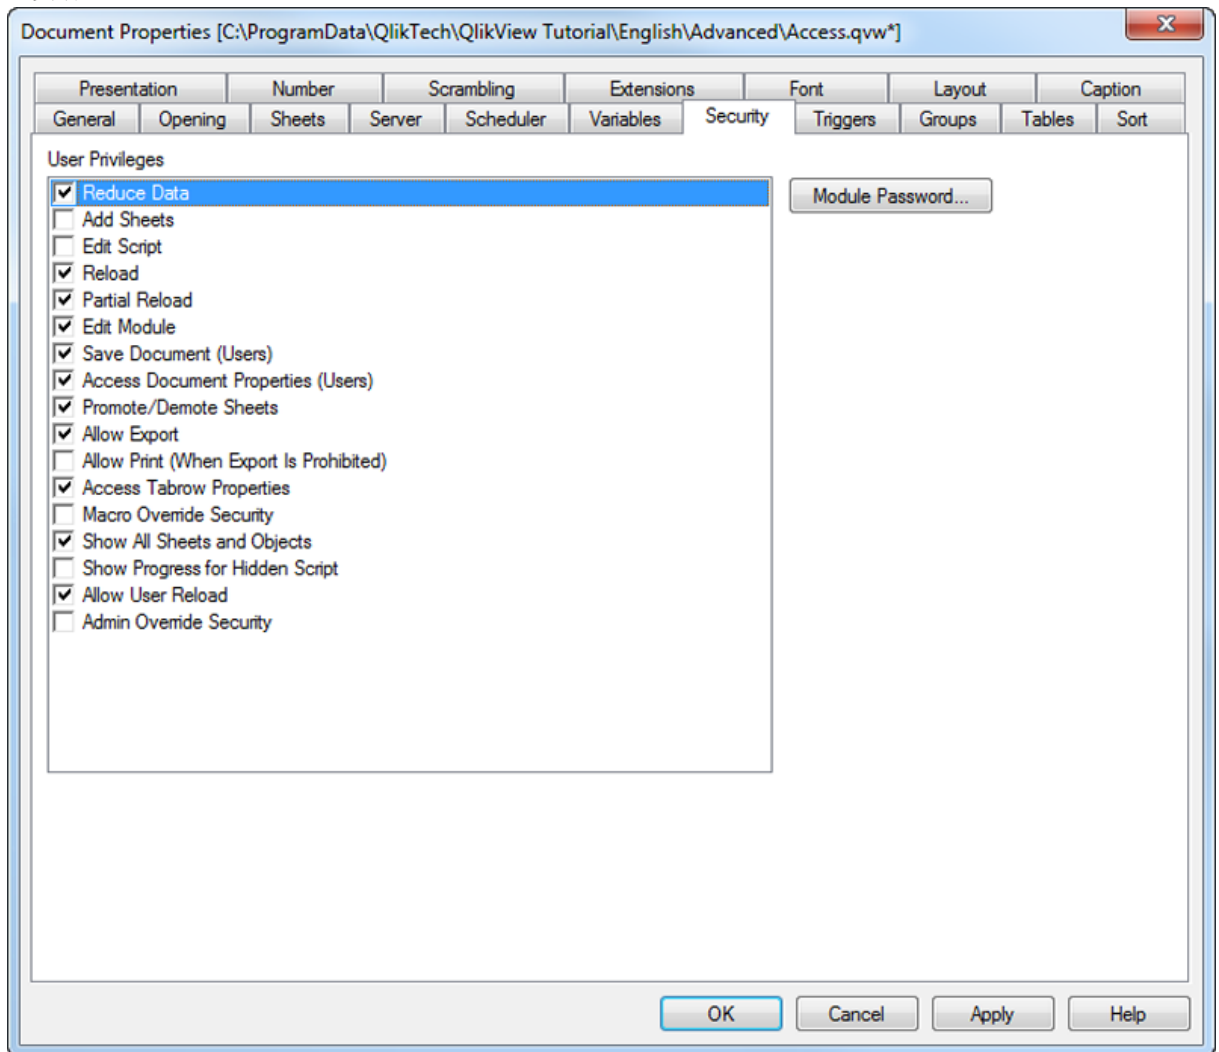 Document Properties [C:\ProgramData\QlikTech\QlikView Tutorial\English\Advanced\Access.qvw*]
Presentation Number Scrambling Extensions Font Layout Caption
General Opening Sheets Server Scheduler Variables Security Triggers Groups Tables Sort
User Privileges
Reduce Data
Module Password...
Add Sheets
Edit Script
Reload
Partial Reload
Edit Module
Save Document (Users)
Access Document Properties (Users)
Promote/Demote Sheets
Allow Export
Allow Print (When Export Is Prohibited)
Access Tabrow Properties
Macro Override Security
Show All Sheets and Objects
Show Progress for Hidden Script
Allow User Reload
Admin Override Security
OK Cancel Apply Help